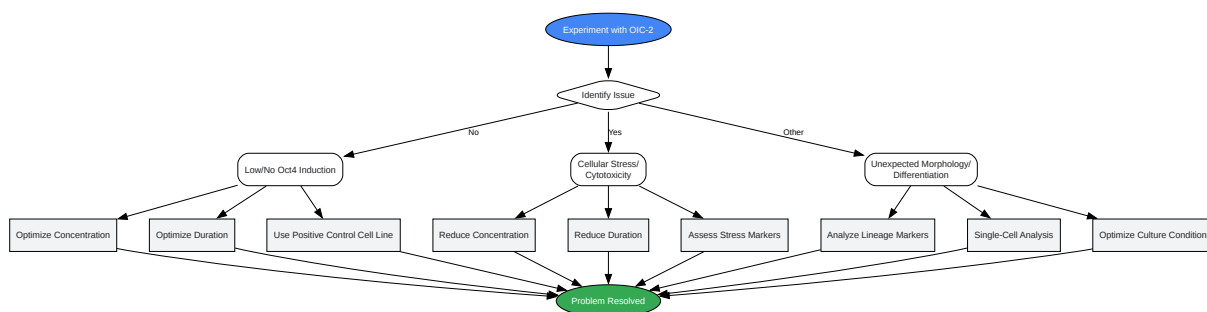 Experiment with OIC-2
Identify Issue
No
Yes
Other
Low/No Oct4 Induction
Cellular Stress/
Cytotoxicity
Unexpected Morphology/
Differentiation
Optimize Concentration
Optimize Duration
Use Positive Control Cell Line
Reduce Concentration
Reduce Duration
Assess Stress Markers
Analyze Lineage Markers
Single-Cell Analysis
Optimize Culture Condition
Problem Resolved